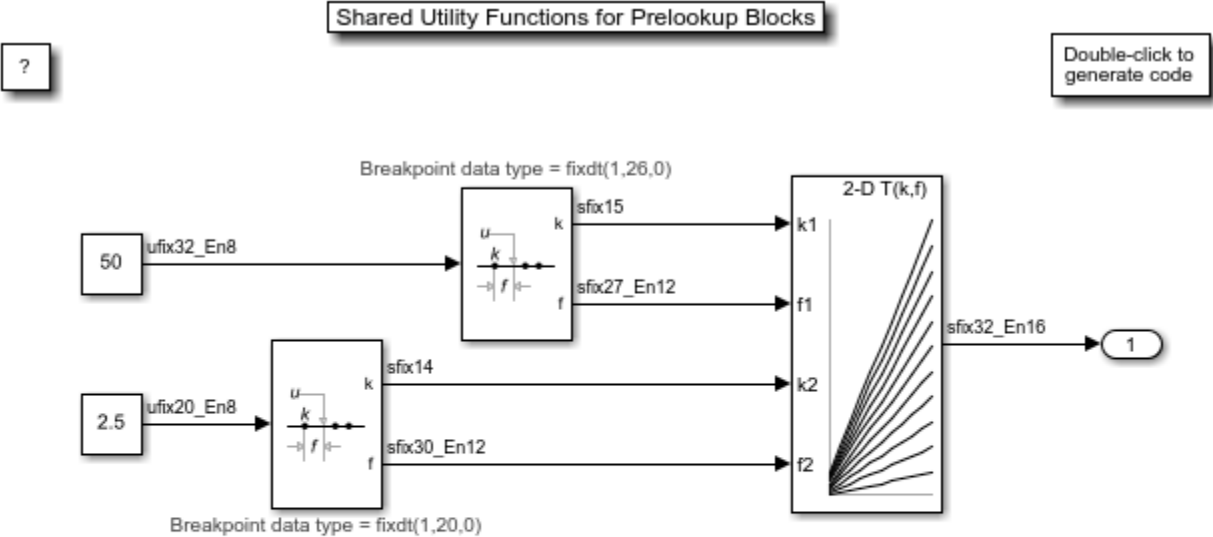 Shared Utility Functions for Prelookup Blocks
?
Double-click to
generate code
Breakpoint data type = fixdt(1,26,0)
50
ufix32_En8
u
k
f
k
f
sfix15
sfix27_En12
2.5
ufix20_En8
u
k
f
k
f
sfix14
sfix30_En12
Breakpoint data type = fixdt(1,20,0)
2-D T(k,f)
k1
f1
k2
f2
sfix32_En16
1